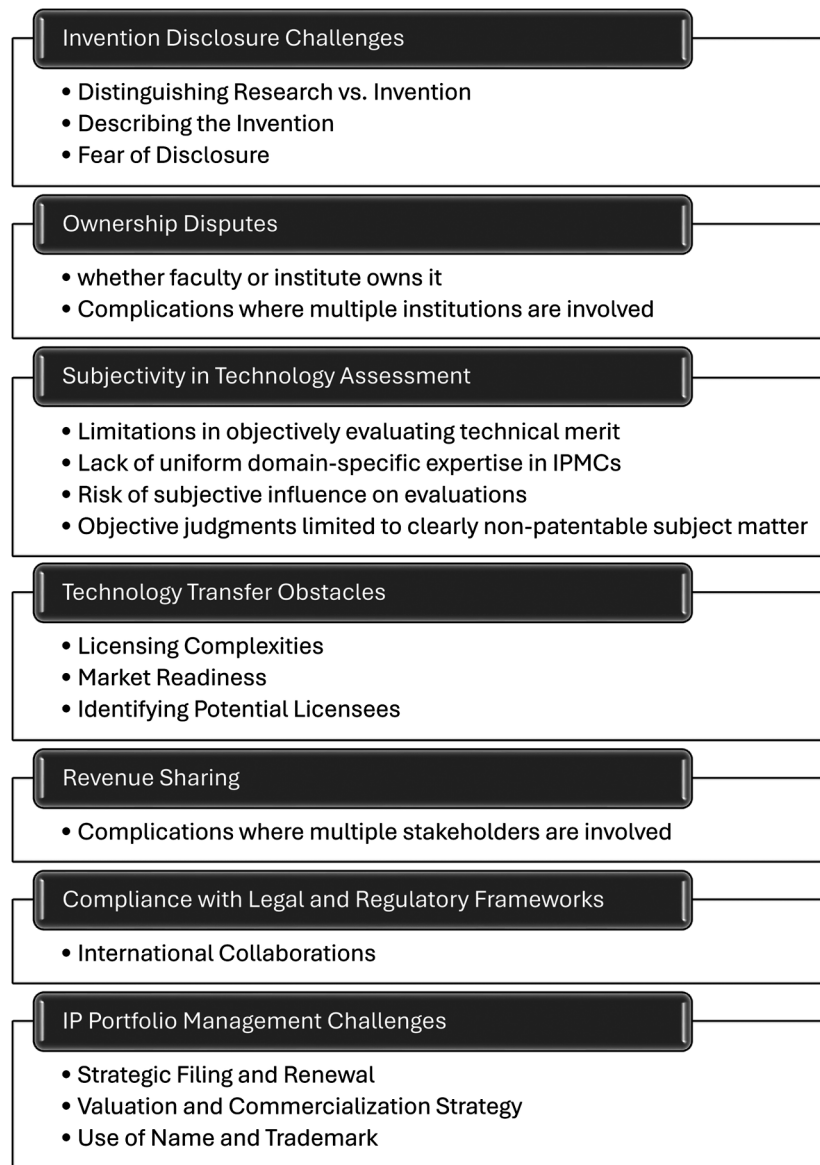 Invention Disclosure Challenges
• Distinguishing Research vs. Invention
• Describing the Invention
• Fear of Disclosure
Ownership Disputes
• whether faculty or institute owns it
• Complications where multiple institutions are involved
Subjectivity in Technology Assessment
• Limitations in objectively evaluating technical merit
• Lack of uniform domain-specific expertise in IPMCs
• Risk of subjective influence on evaluations
• Objective judgments limited to clearly non-patentable subject matter
Technology Transfer Obstacles
• Licensing Complexities
• Market Readiness
• Identifying Potential Licensees
Revenue Sharing
• Complications where multiple stakeholders are involved
Compliance with Legal and Regulatory Frameworks
• International Collaborations
IP Portfolio Management Challenges
• Strategic Filing and Renewal
• Valuation and Commercialization Strategy
• Use of Name and Trademark